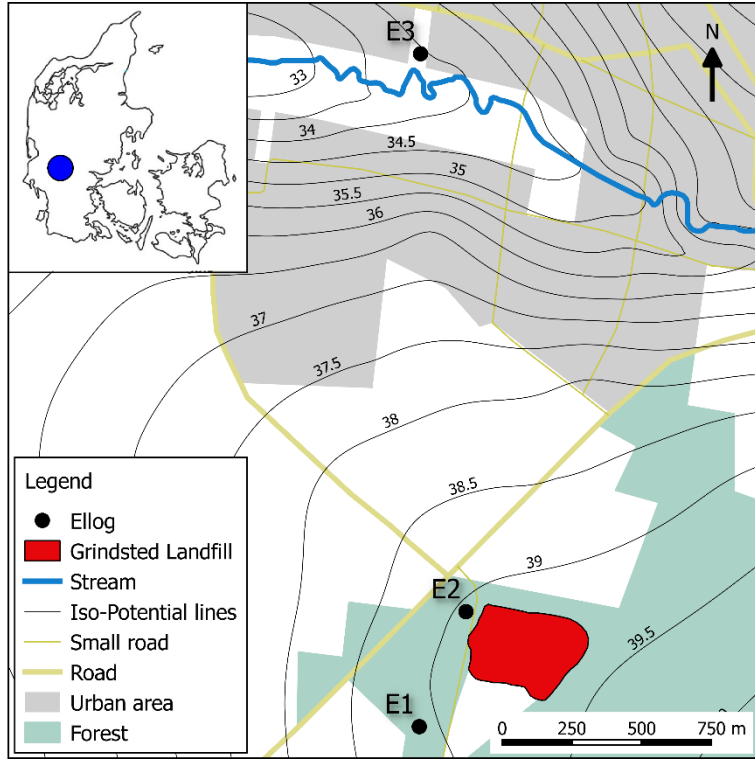 N
E3
33
34
34.5
35
35.5
36
37
37.5
38
38.5
39
39.5
E2
E1
Legend
Ellog
Grindsted Landfill
Stream
Iso-Potential lines
Small road
Road
Urban area
Forest
0 250 500 750 m